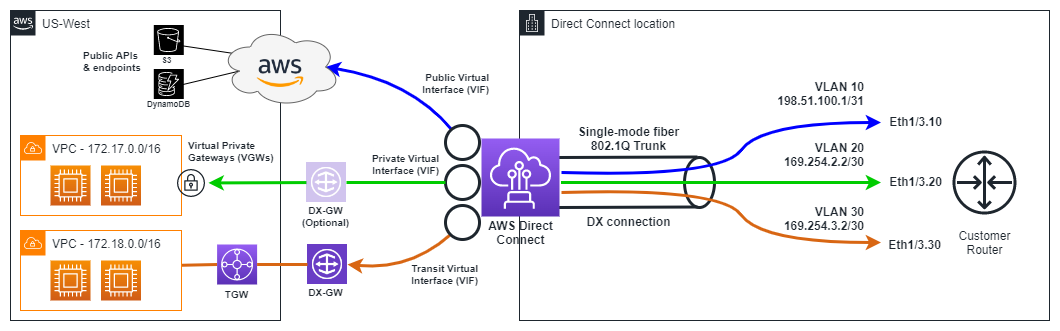 aws
US-West
Direct Connect location
Public APIs
& endpoints
S3
DynamoDB
aws
Public Virtual
Interface (VIF)
VPC - 172.17.0.0/16
Virtual Private
Gateways (VGWs)
Private Virtual
Interface (VIF)
DX-GW
(Optional)
VPC - 172.18.0.0/16
TGW
DX-GW
Transit Virtual
Interface (VIF)
AWS Direct
Connect
Single-mode fiber
802.1Q Trunk
DX connection
VLAN 10
198.51.100.1/31
Eth1/3.10
VLAN 20
169.254.2.2/30
Eth1/3.20
VLAN 30
169.254.3.2/30
Eth1/3.30
Customer
Router